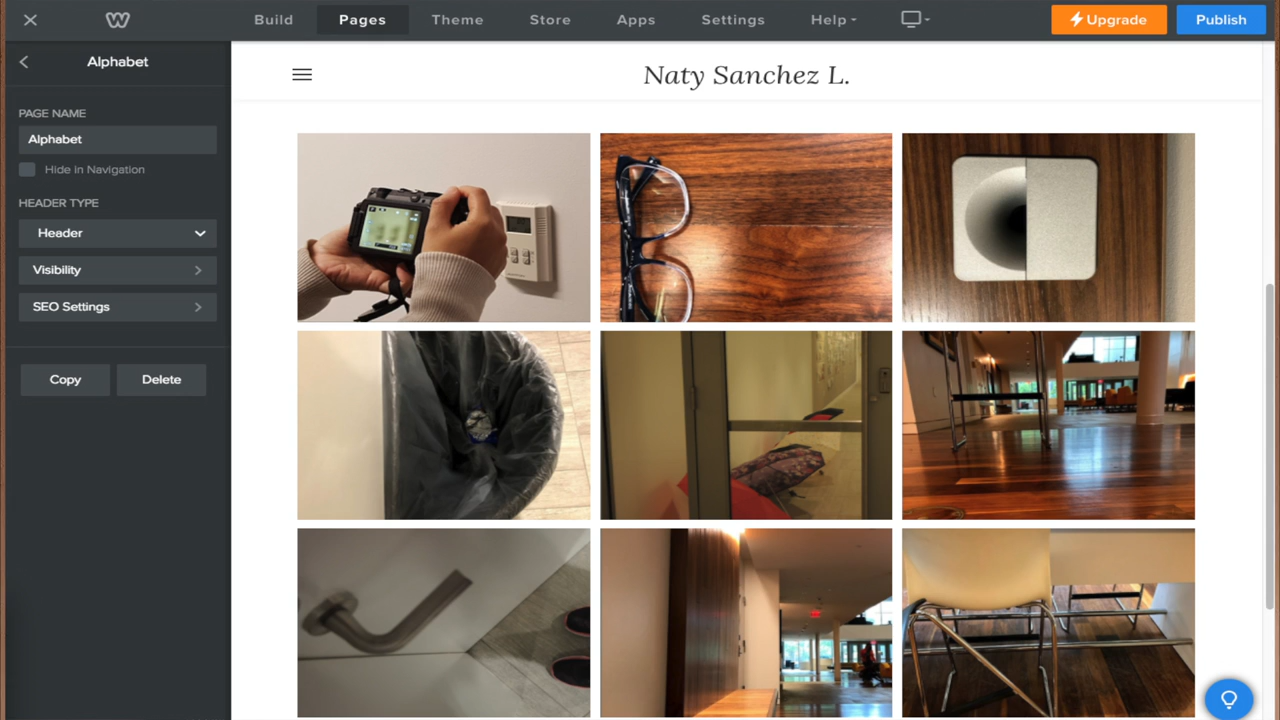 Build Pages Theme Store Apps Settings Help Upgrade Publish
Alphabet
Naty Sanchez L.
PAGE NAME
Alphabet
Hide in Navigation
HEADER TYPE
Header
Visibility
SEO Settings
Copy Delete